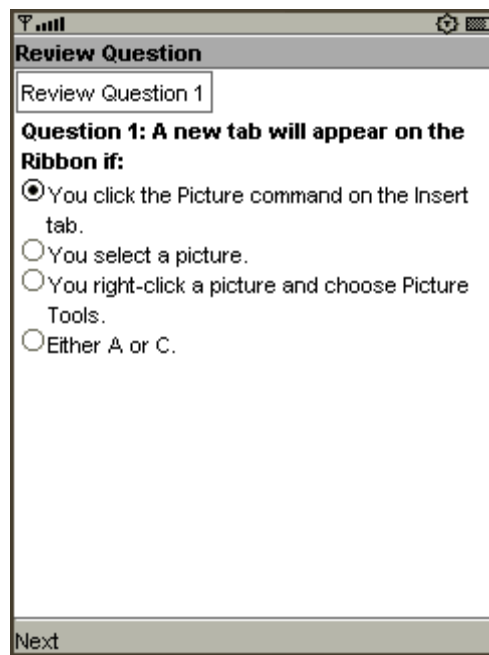 Review Question
Review Question 1
Question 1: A new tab will appear on the
Ribbon if:
You click the Picture command on the Insert
tab.
You select a picture.
You right-click a picture and choose Picture
Tools.
Either A or C.
Next